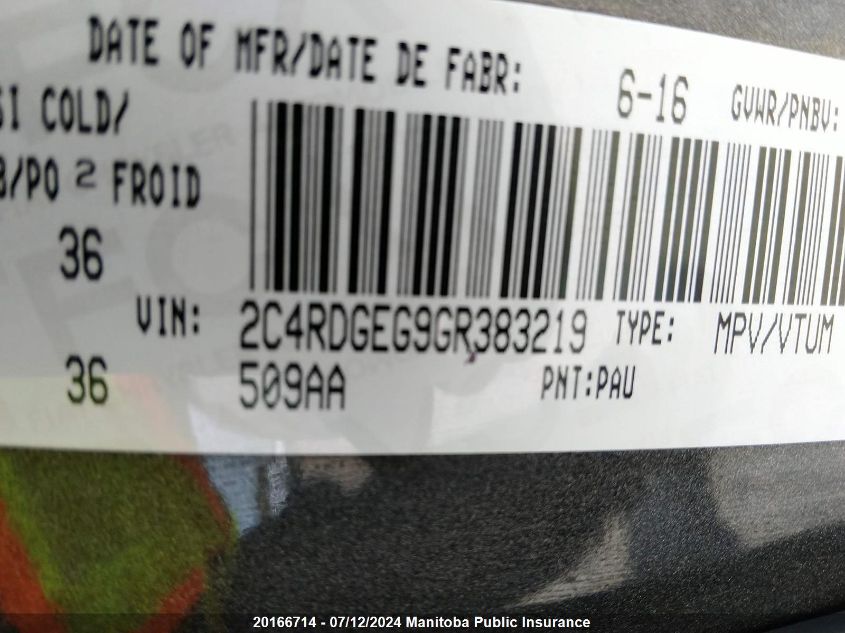 DATE OF MFR/DATE DE FABR: 6-16 GVWR/PNBV:
SI COLD/
/PO 2 FROID
36
VIN: 2C4RDGEG9GR383219 TYPE: MPV/VTUM
36 509AA PNT:PAU
20166714 - 07/12/2024 Manitoba Public Insurance